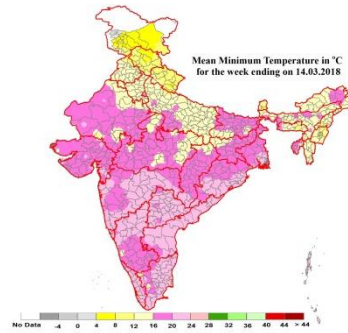 Mean Minimum Temperature in °C
for the week ending on 14.03.2018
No Data -4 0 4 8 12 16 20 24 28 32 36 40 44 > 44